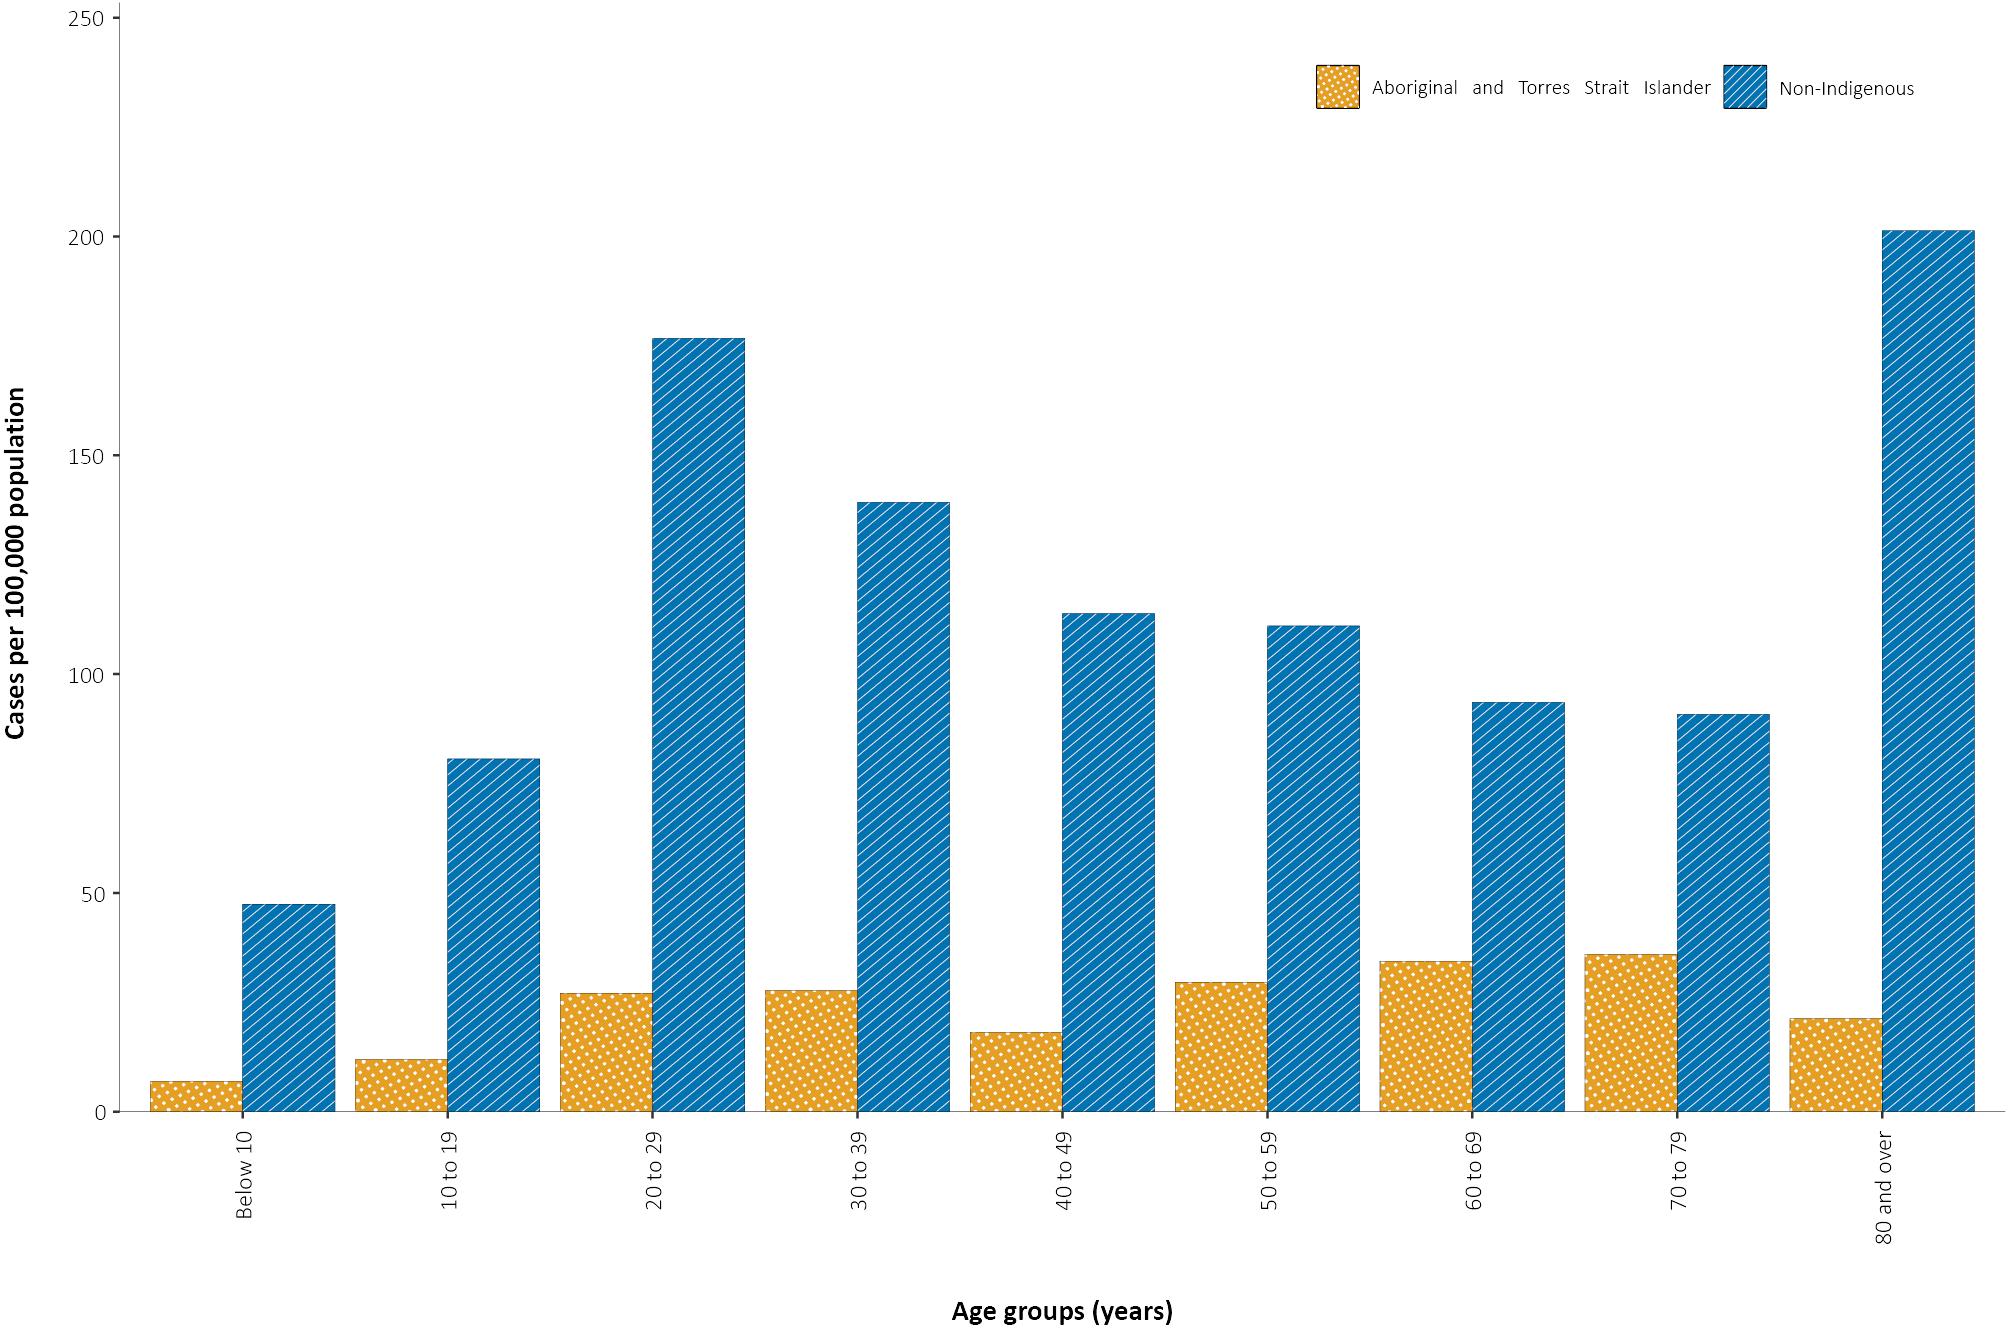 250
Aboriginal and Torres Strait Islander
Non-Indigenous
200
150
100
50
0
Cases per 100,000 population
Below 10
10 to 19
20 to 29
30 to 39
40 to 49
50 to 59
60 to 69
70 to 79
80 and over
Age groups (years)